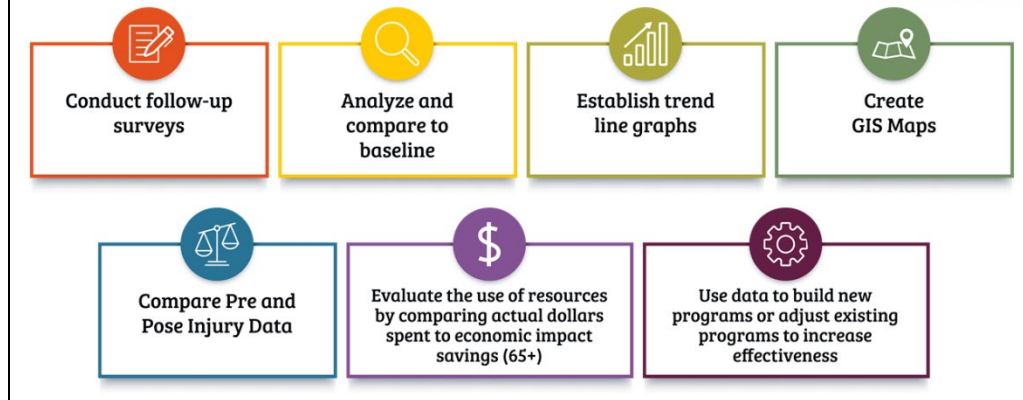 Conduct follow-up
surveys
Analyze and
compare to
baseline
Establish trend
line graphs
Create
GIS Maps
Compare Pre and
Pose Injury Data
$
Evaluate the use of resources
by comparing actual dollars
spent to economic impact
savings (65+)
Use data to build new
programs or adjust existing
programs to increase
effectiveness